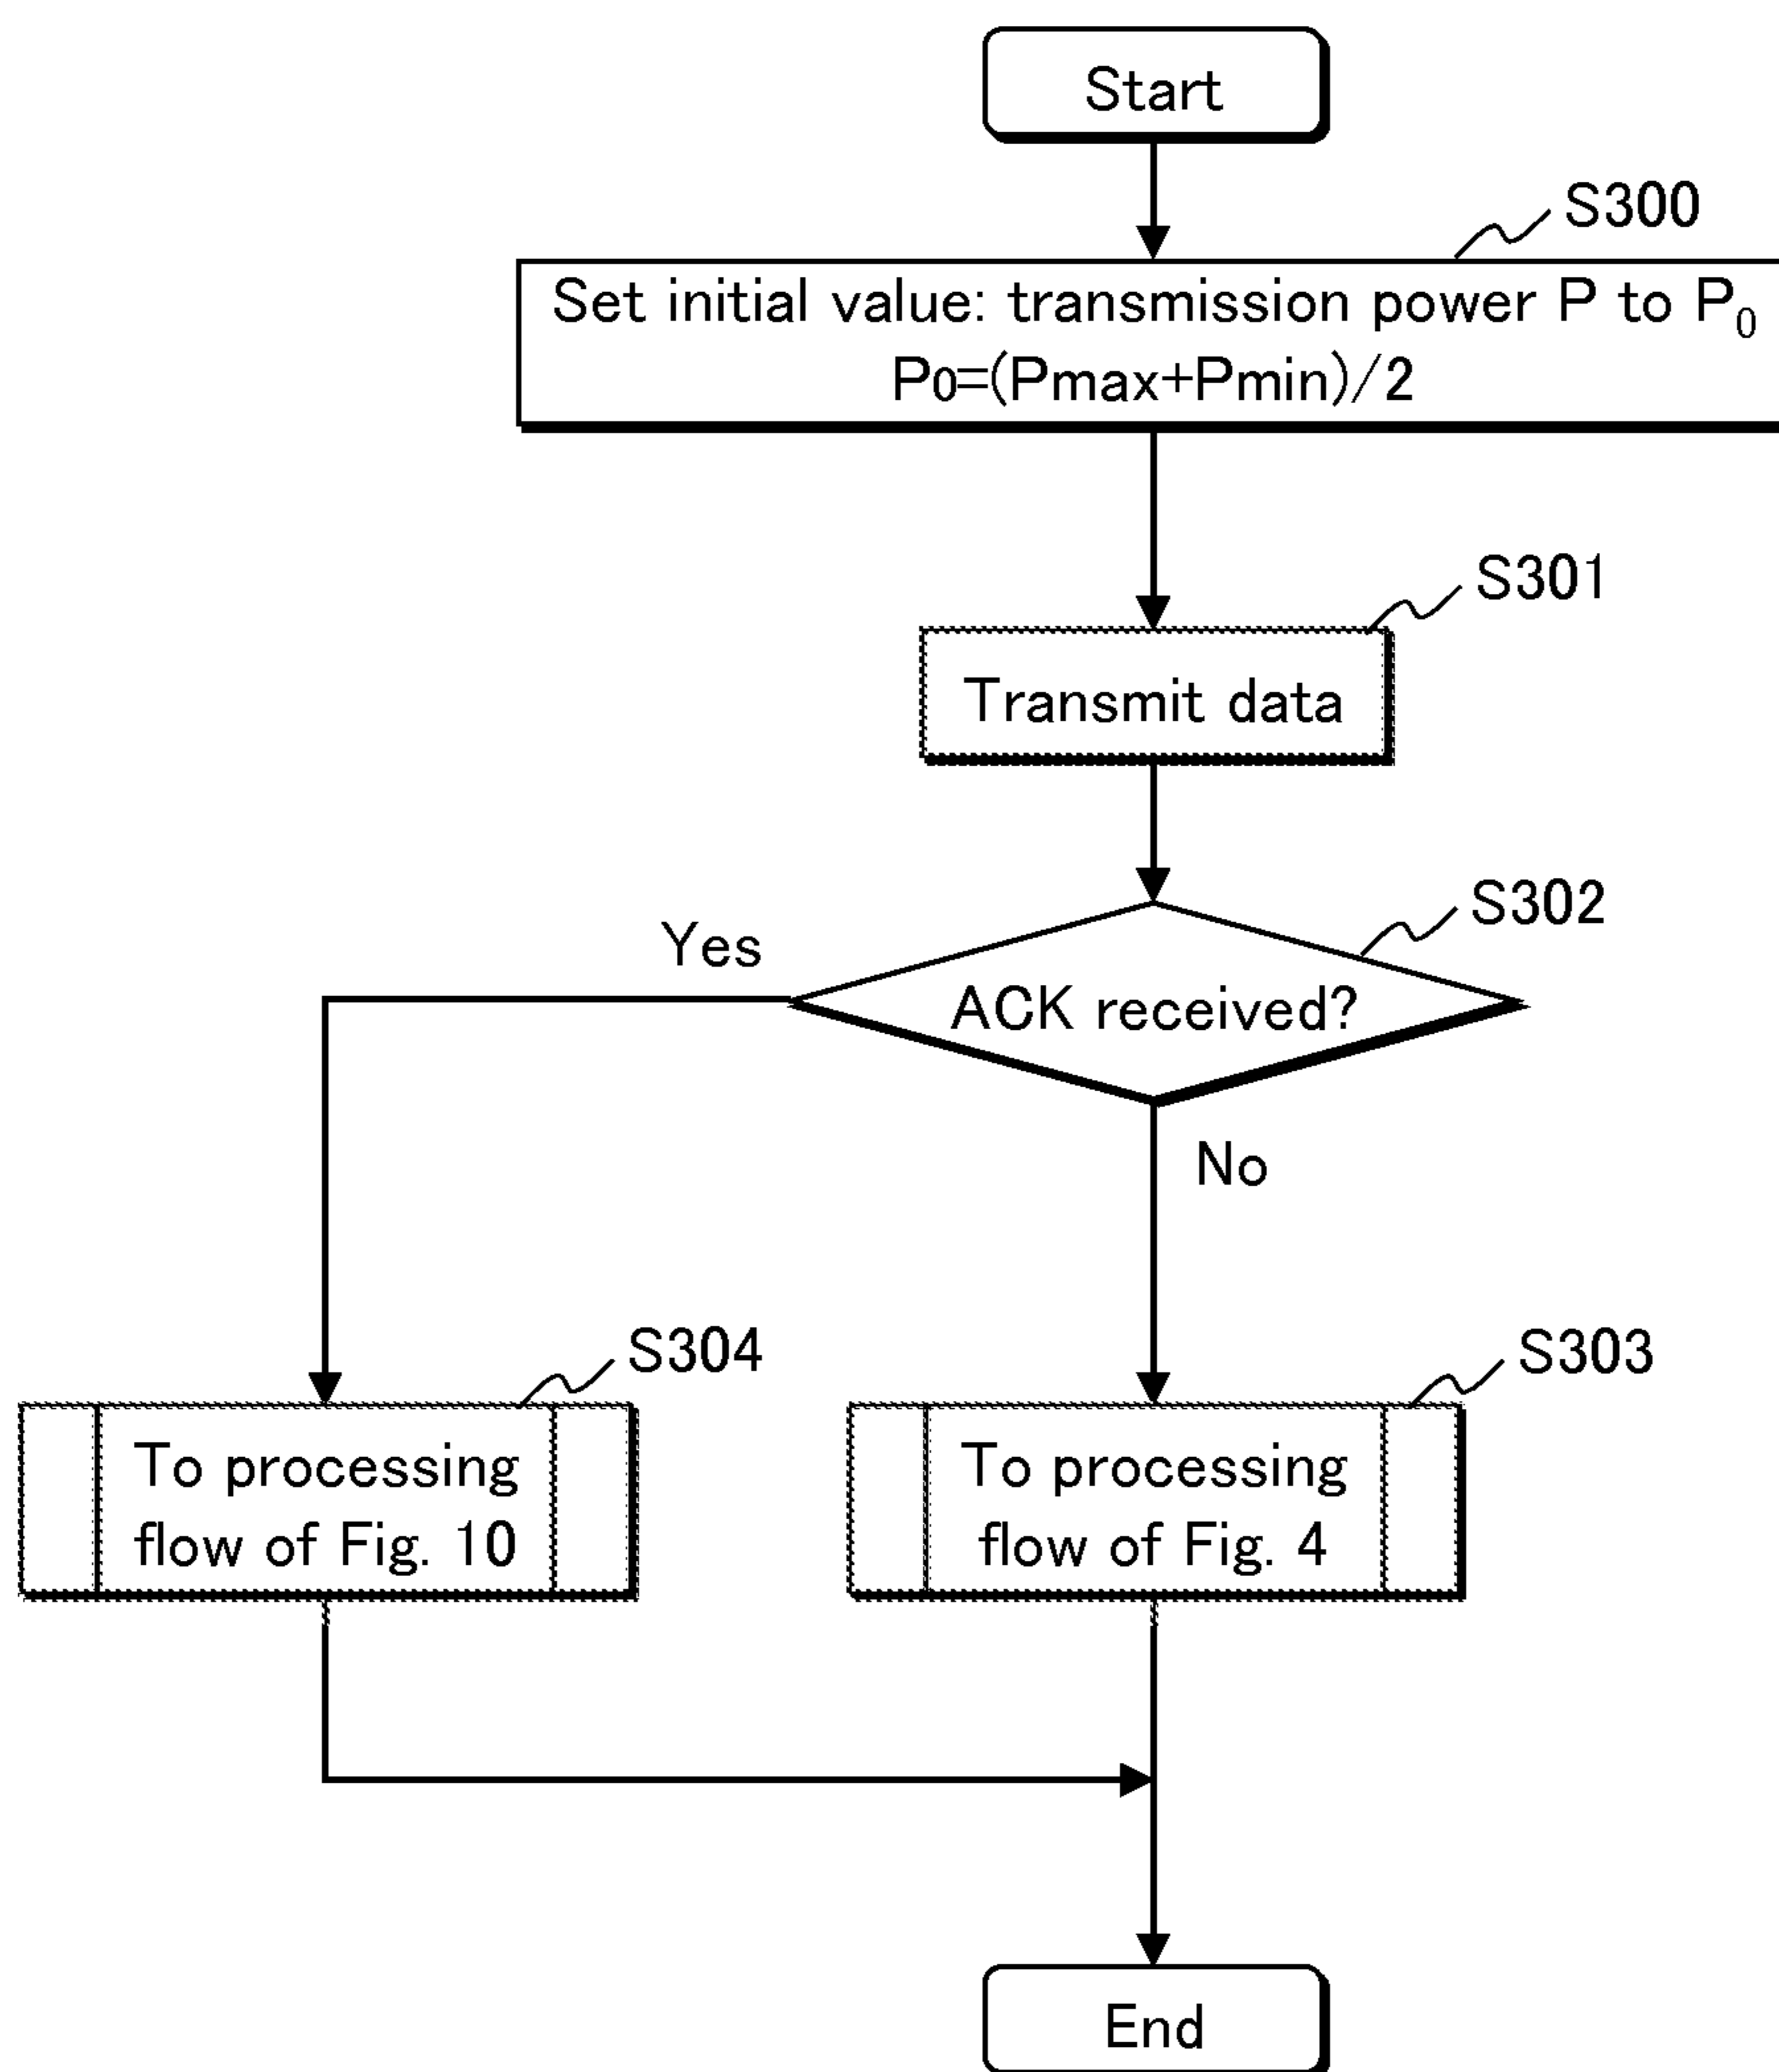 Start
S300
Set initial value: transmission power P to P₀
P0=(Pmax+Pmin)/2
S301
Transmit data
S302
Yes
ACK received?
No
S304
S303
To processing
flow of Fig. 10
To processing
flow of Fig. 4
End